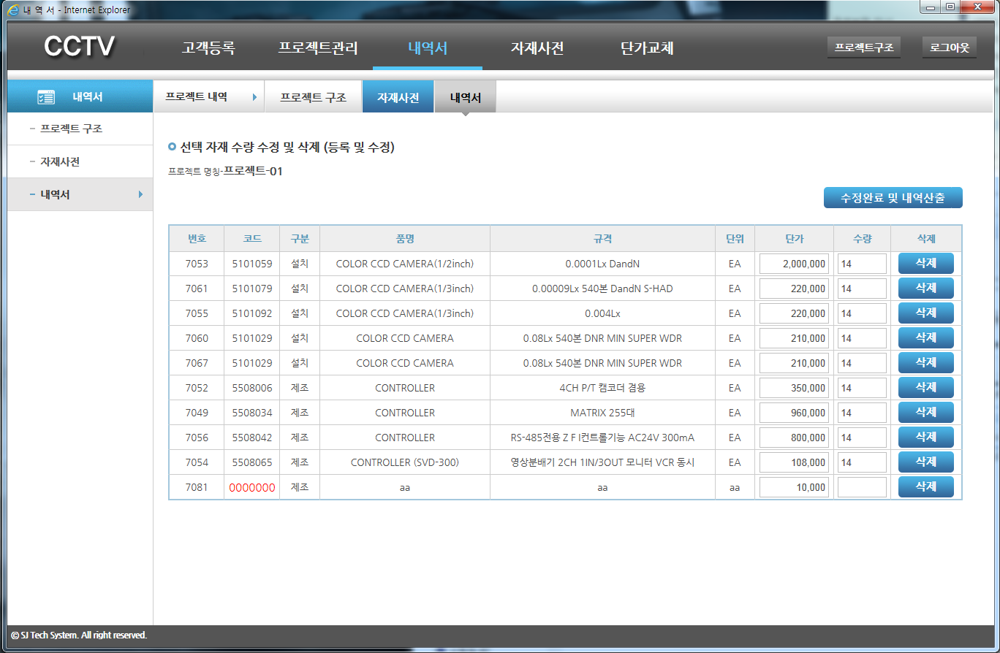 내 역 서 - Internet Explorer
CCTV 고객등록 프로젝트관리 내역서 자재사전 단가교체 프로젝트구조 로그아웃
내역서 프로젝트 내역 프로젝트 구조 자재사전 내역서
- 프로젝트 구조
- 자재사전
- 내역서
선택 자재 수량 수정 및 삭제 (등록 및 수정)
프로젝트 명칭-프로젝트-01
수정완료 및 내역산출
번호 코드 구분 품명 규격 단위 단가 수량 삭제
7053 5101059 설치 COLOR CCD CAMERA(1/2inch) 0.0001Lx DandN EA 2,000,000 14 삭제
7061 5101079 설치 COLOR CCD CAMERA(1/3inch) 0.00009Lx 540본 DandN S-HAD EA 220,000 14 삭제
7055 5101092 설치 COLOR CCD CAMERA(1/3inch) 0.004Lx EA 220,000 14 삭제
7060 5101029 설치 COLOR CCD CAMERA 0.08Lx 540본 DNR MIN SUPER WDR EA 210,000 14 삭제
7067 5101029 설치 COLOR CCD CAMERA 0.08Lx 540본 DNR MIN SUPER WDR EA 210,000 14 삭제
7052 5508006 제조 CONTROLLER 4CH P/T 캠코더 겸용 EA 350,000 14 삭제
7049 5508034 제조 CONTROLLER MATRIX 255대 EA 960,000 14 삭제
7056 5508042 제조 CONTROLLER RS-485전용 Z F I컨트롤기능 AC24V 300mA EA 800,000 14 삭제
7054 5508065 제조 CONTROLLER (SVD-300) 영상분배기 2CH 1IN/3OUT 모니터 VCR 동시 EA 108,000 14 삭제
7081 0000000 제조 aa aa aa 10,000 삭제
© SJ Tech System. All right reserved.